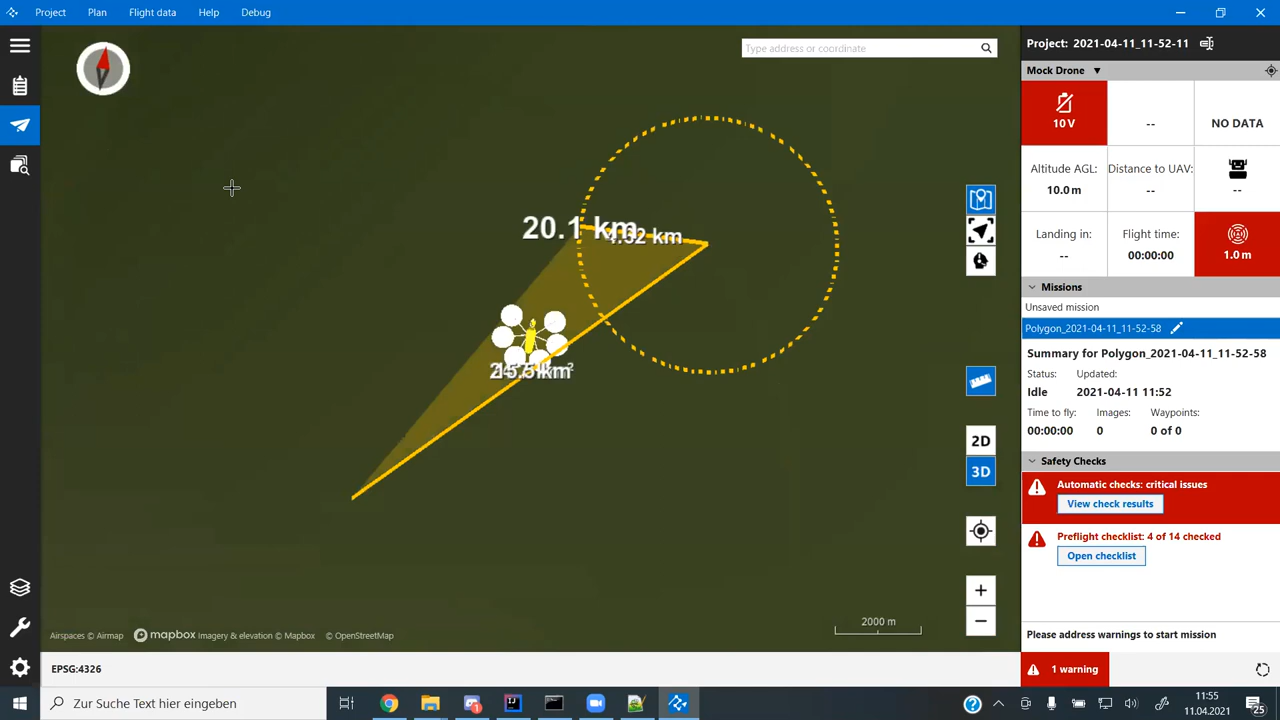 Project Plan Flight data Help Debug
Type address or coordinate
20.1 km
4.32 km
2000 m
Airspaces © Airmap mapbox Imagery & elevation © Mapbox © OpenStreetMap
EPSG:4326
2D
3D
Project: 2021-04-11_11-52-11
Mock Drone
10 V -- NO DATA
Altitude AGL: Distance to UAV:
10.0 m -- --
Landing in: Flight time:
-- 00:00:00 1.0 m
Missions
Unsaved mission
Polygon_2021-04-11_11-52-58
Summary for Polygon_2021-04-11_11-52-58
Status: Updated:
Idle 2021-04-11 11:52
Time to fly: Images: Waypoints:
00:00:00 0 0 of 0
Safety Checks
Automatic checks: critical issues
View check results
Preflight checklist: 4 of 14 checked
Open checklist
Please address warnings to start mission
1 warning
Zur Suche Text hier eingeben
11:55
11.04.2021
25